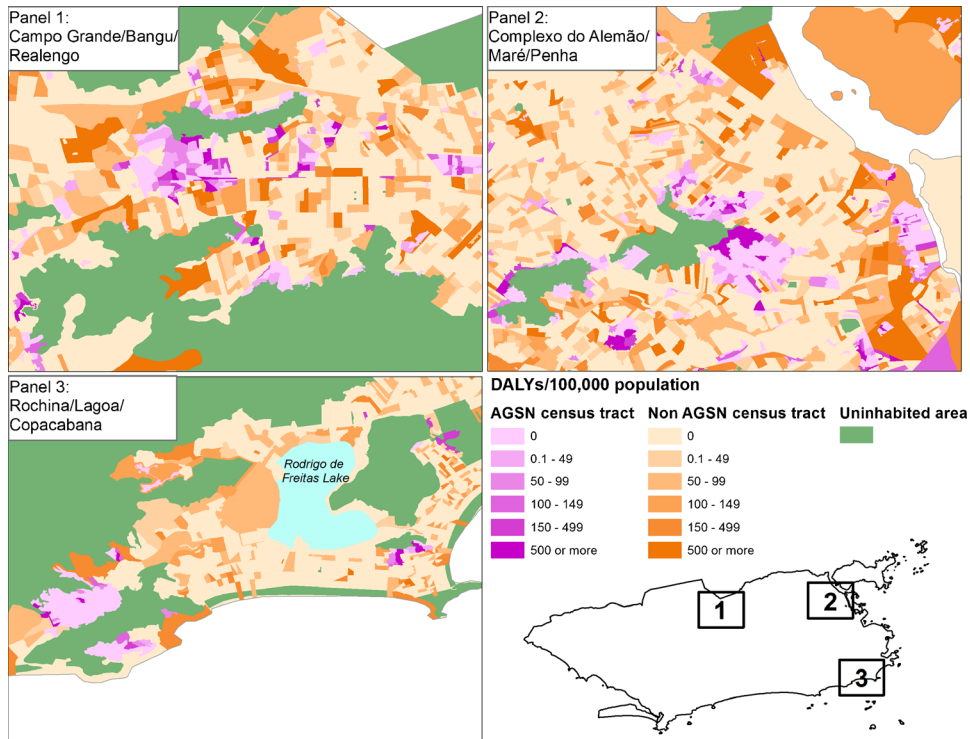 Panel 1:
Campo Grande/Bangu/
Realengo
Panel 2:
Complexo do Alemão/
Maré/Penha
Panel 3:
Rochina/Lagoa/
Copacabana
Rodrigo de
Freitas Lake
DALYs/100,000 population
AGSN census tract
0
0.1 - 49
50 - 99
100 - 149
150 - 499
500 or more
Non AGSN census tract
0
0.1 - 49
50 - 99
100 - 149
150 - 499
500 or more
Uninhabited area
1
2
3